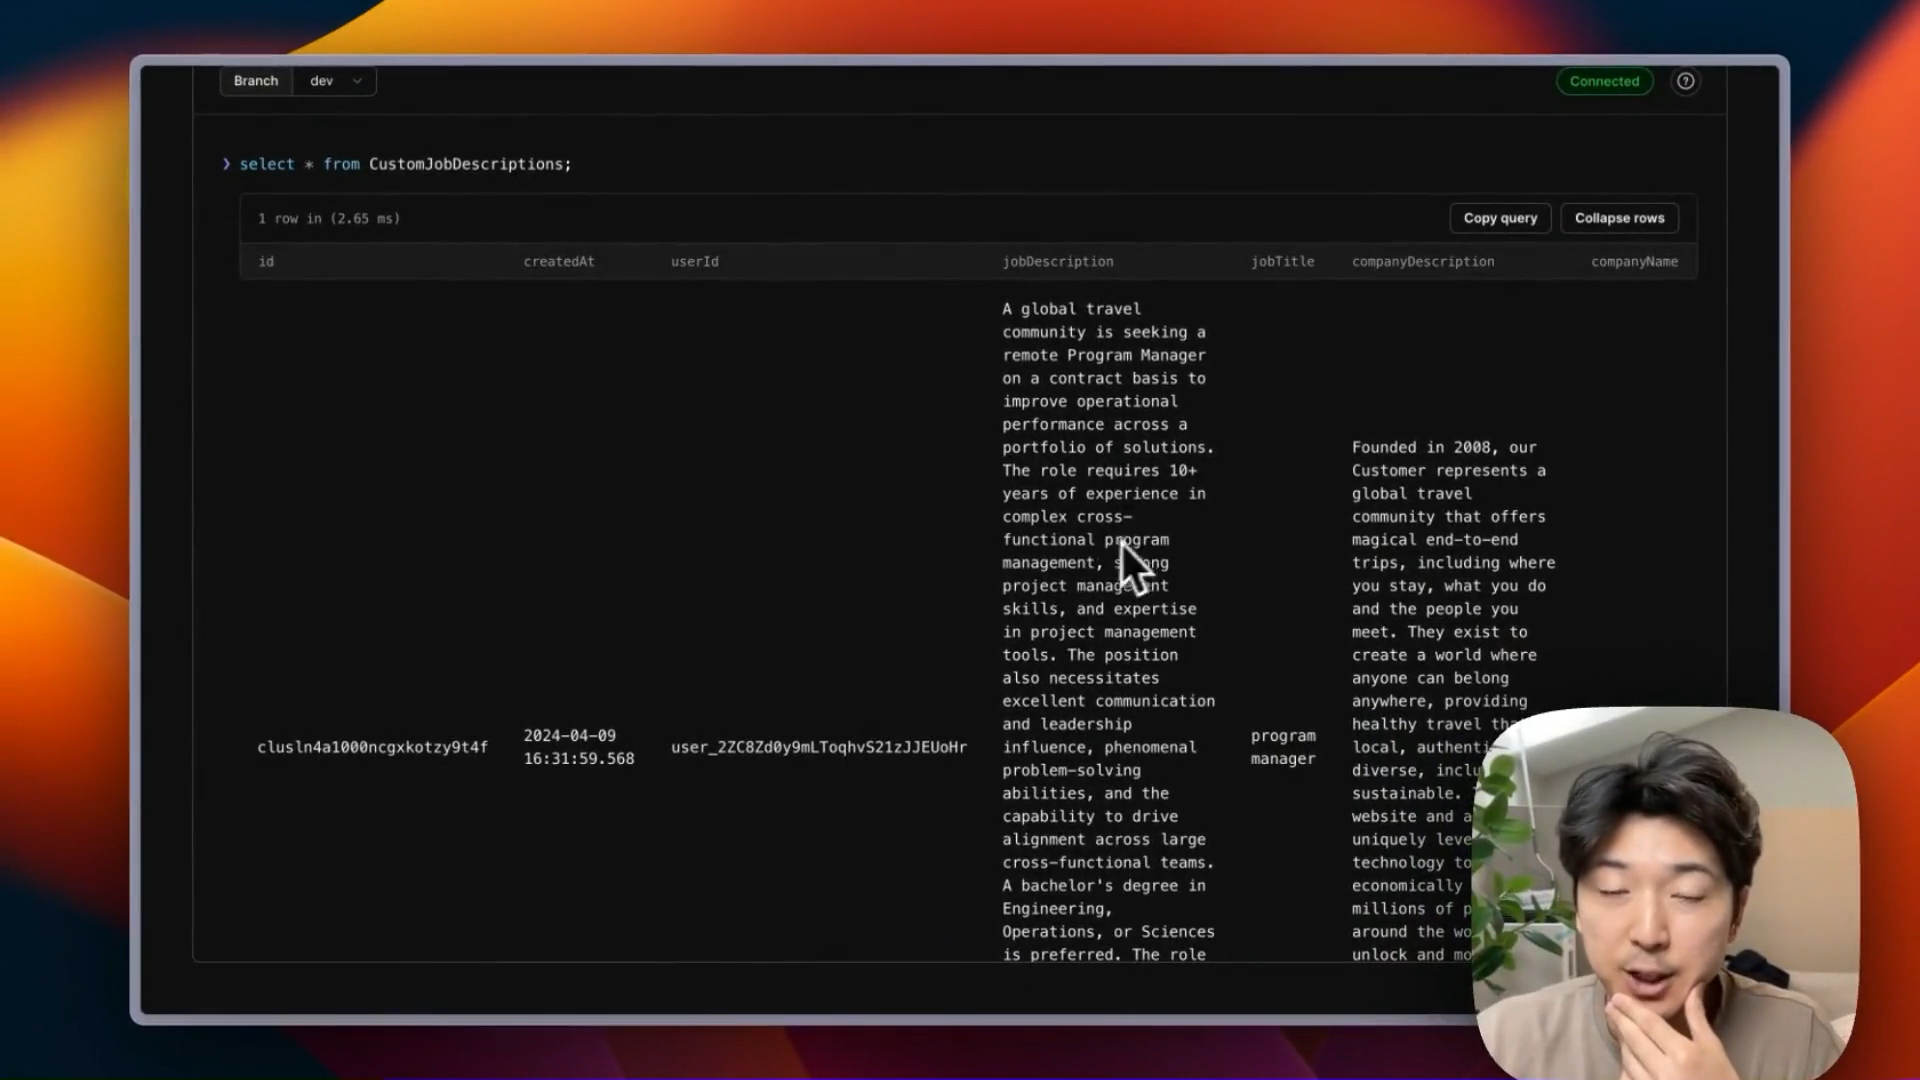 Branch dev Connected
select * from CustomJobDescriptions;
1 row in (2.65 ms) Copy query Collapse rows
id createdAt userId jobDescription jobTitle companyDescription companyName
clusln4a1000ncgxkotzy9t4f
2024-04-09
16:31:59.568
user_2ZC8Zd0y9mLToqhvS21zJJEUoHr
A global travel
community is seeking a
remote Program Manager
on a contract basis to
improve operational
performance across a
portfolio of solutions.
The role requires 10+
years of experience in
complex cross-
functional program
management,
project management
skills, and expertise
in project management
tools. The position
also necessitates
excellent communication
and leadership
influence, phenomenal
problem-solving
abilities, and the
capability to drive
alignment across large
cross-functional teams.
A bachelor's degree in
Engineering,
Operations, or Sciences
is preferred. The role
program
manager
Founded in 2008, our
Customer represents a
global travel
community that offers
magical end-to-end
trips, including where
you stay, what you do
and the people you
meet. They exist to
create a world where
anyone can belong
anywhere, providing
healthy travel
local,
diverse,
sustainable.
website and
uniquely
technology to
economically
millions of
around the
unlock and